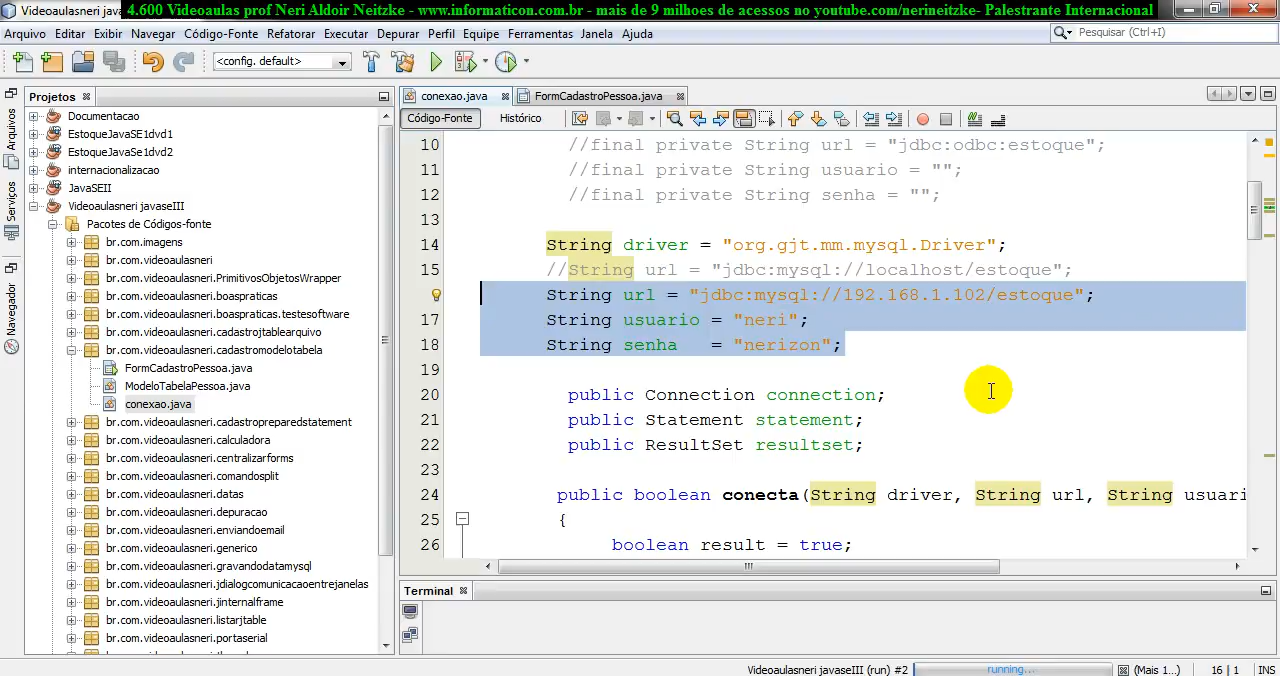 Videoaulasneri java
4.600 Videoaulas prof Neri Aldoir Neitzke - www.informaticon.com.br - mais de 9 milhoes de acessos no youtube.com/nerineitzke- Palestrante Internacional
Arquivo Editar Exibir Navegar Código-Fonte Refatorar Executar Depurar Perfil Equipe Ferramentas Janela Ajuda
Pesquisar (Ctrl+I)
<config. default>
Arquivos
Serviços
Navegador
Projetos
Documentacao
EstoqueJavaSE1dvd1
EstoqueJavaSe1dvd2
internacionalizacao
JavaSEII
Videoaulasneri javaseIII
Pacotes de Códigos-fonte
br.com.imagens
br.com.videoaulasneri
br.com.videoaulasneri.PrimitivosObjetosWrapper
br.com.videoaulasneri.boaspraticas
br.com.videoaulasneri.boaspraticas.testesoftware
br.com.videoaulasneri.cadastrojtablearquivo
br.com.videoaulasneri.cadastromodelotabela
FormCadastroPessoa.java
ModeloTabelaPessoa.java
conexao.java
br.com.videoaulasneri.cadastropreparedstatement
br.com.videoaulasneri.calculadora
br.com.videoaulasneri.centralizarforms
br.com.videoaulasneri.comandosplit
br.com.videoaulasneri.datas
br.com.videoaulasneri.depuracao
br.com.videoaulasneri.enviandoemail
br.com.videoaulasneri.generico
br.com.videoaulasneri.gravandodatamysql
br.com.videoaulasneri.jdialogcomunicacaoentrejanelas
br.com.videoaulasneri.jinternalframe
br.com.videoaulasneri.listarjtable
br.com.videoaulasneri.portaserial
conexao.java FormCadastroPessoa.java
Código-Fonte Histórico
10 //final private String url = "jdbc:odbc:estoque";
11 //final private String usuario = "";
12 //final private String senha = "";
13
14 String driver = "org.gjt.mm.mysql.Driver";
15 //String url = "jdbc:mysql://localhost/estoque";
String url = "jdbc:mysql://192.168.1.102/estoque";
17 String usuario = "neri";
18 String senha = "nerizon";
19
20 public Connection connection;
21 public Statement statement;
22 public ResultSet resultset;
23
24 public boolean conecta(String driver, String url, String usuari
25 {
26 boolean result = true;
Terminal
Videoaulasneri javaseIII (run) #2 running... (Mais 1...) 16 | 1 INS